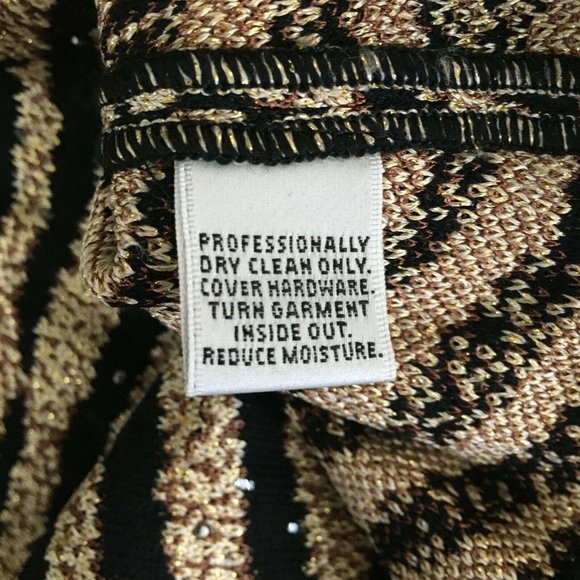 PROFESSIONALLY
DRY CLEAN ONLY.
COVER HARDWARE.
TURN GARMENT
INSIDE OUT.
REDUCE MOISTURE.